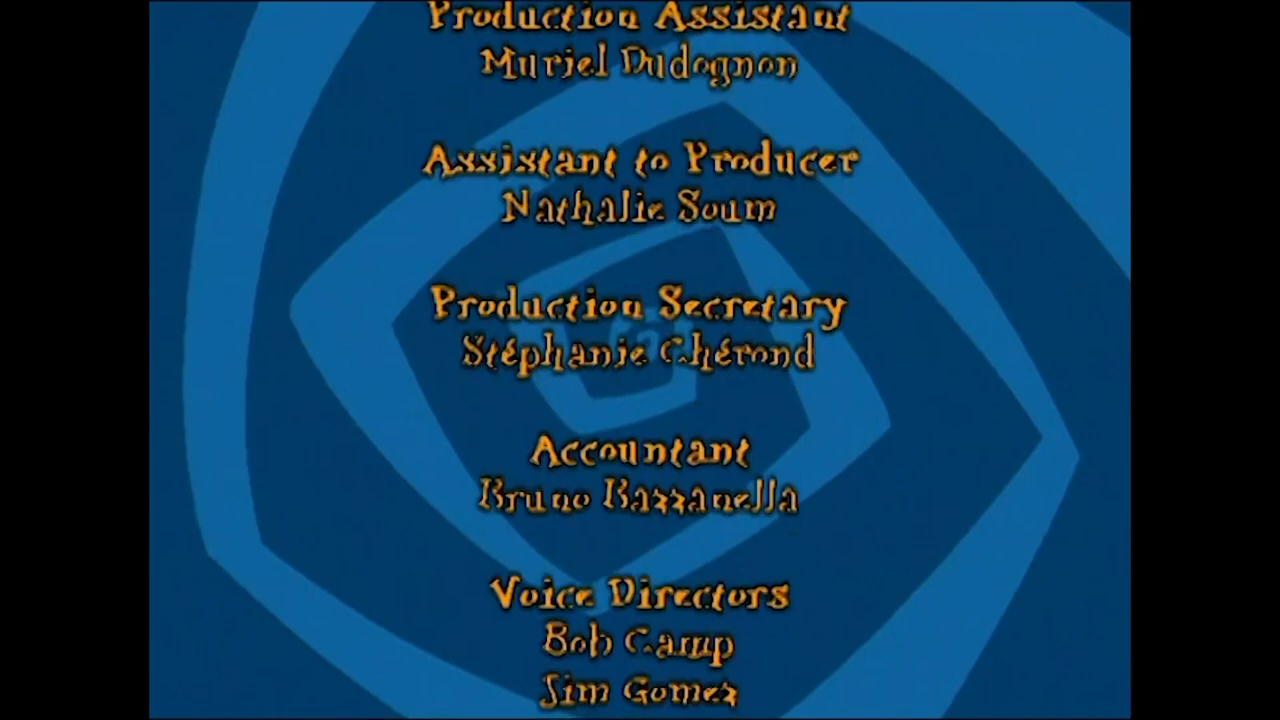 Production Assistant
Muriel Dudognon
Assistant to Producer
Nathalie Soum
Production Secretary
Stéphanie Chérond
Accountant
Bruno Bazzanella
Voice Directors
Bob Camp
Jim Gomez